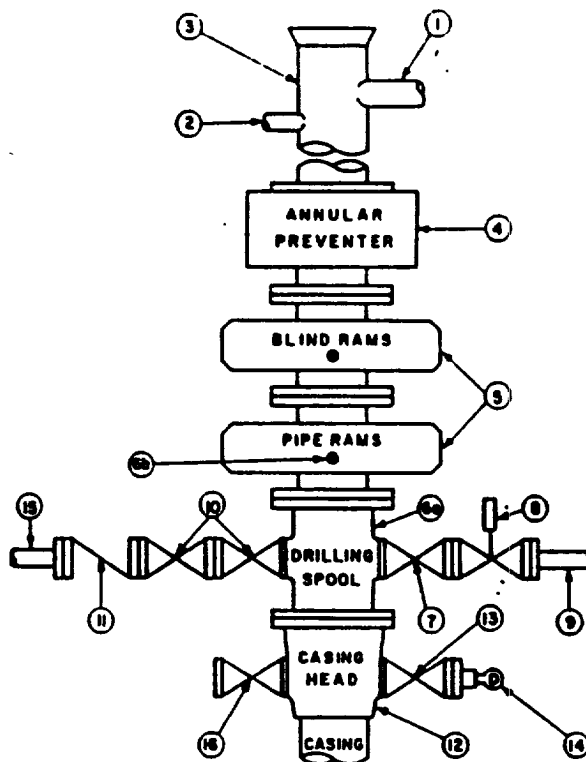 1
3
2
ANNULAR
PREVENTER
4
BLIND RAMS
5
PIPE RAMS
6b
15
10
6a
8
DRILLING
SPOOL
11
7
9
13
CASING
HEAD
16
12
14
CASING